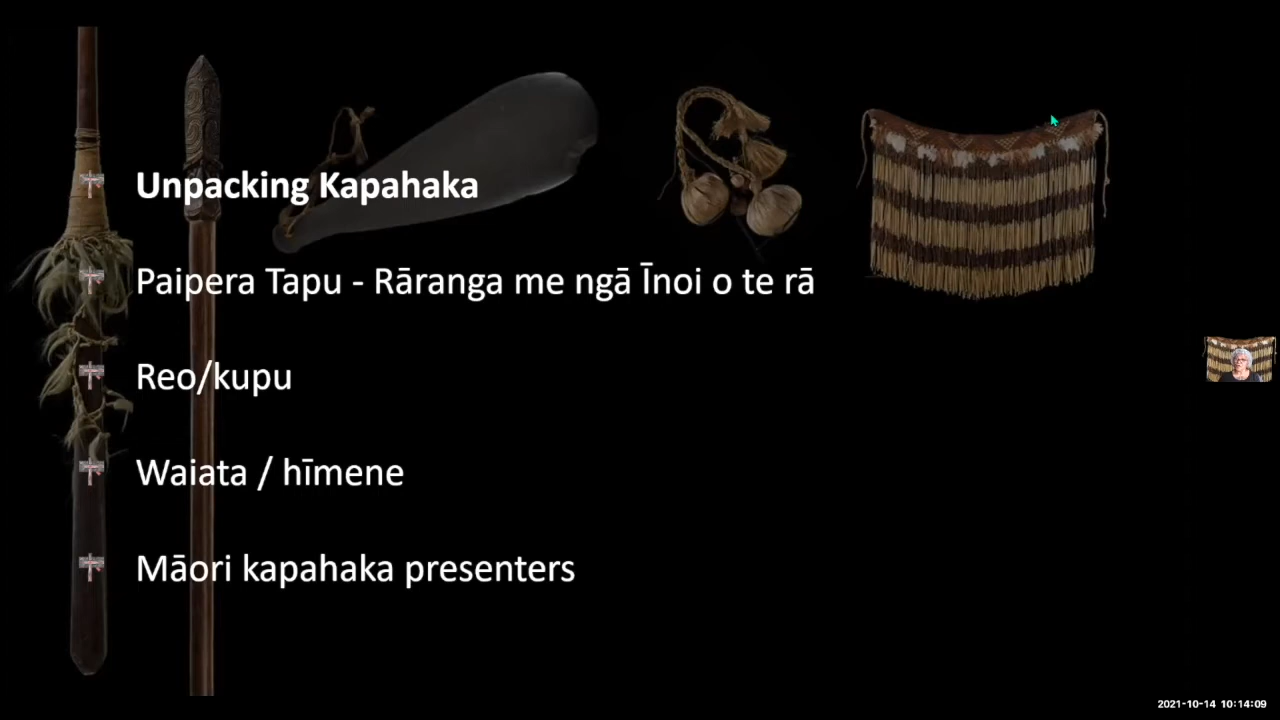 Unpacking Kapahaka
Paipera Tapu - Rāranga me ngā Īnoi o te rā
Reo/kupu
Waiata / hīmene
Māori kapahaka presenters
2021-10-14 10:14:09